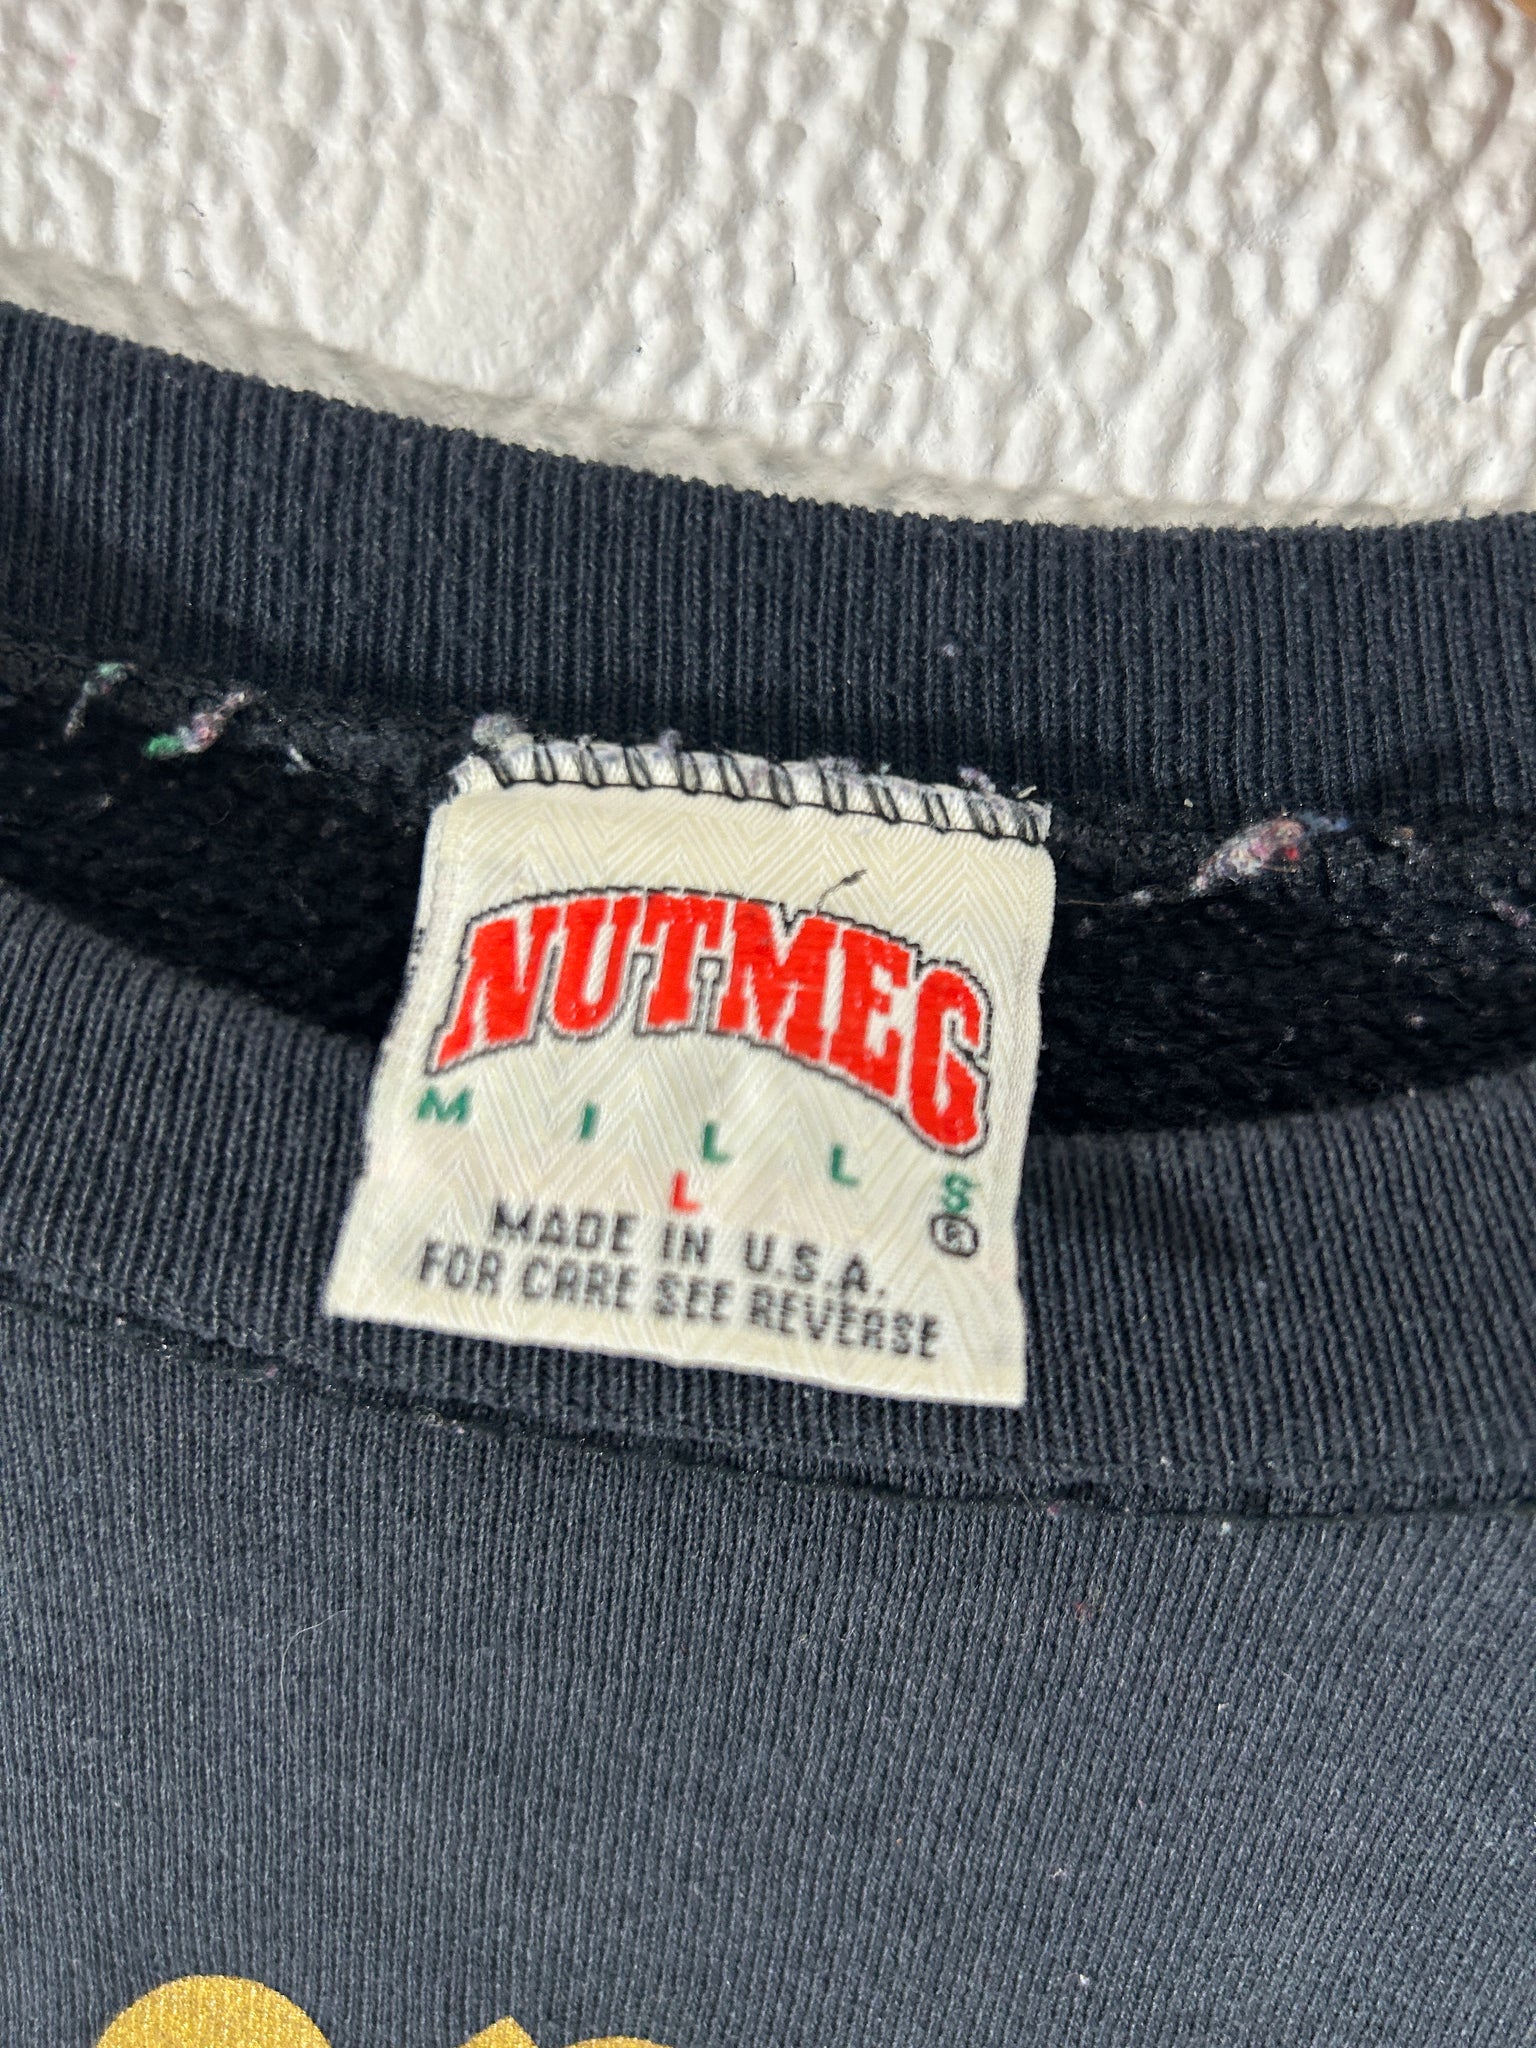 NUTMEG
MILLS
L
®
MADE IN U.S.A.
FOR CARE SEE REVERSE